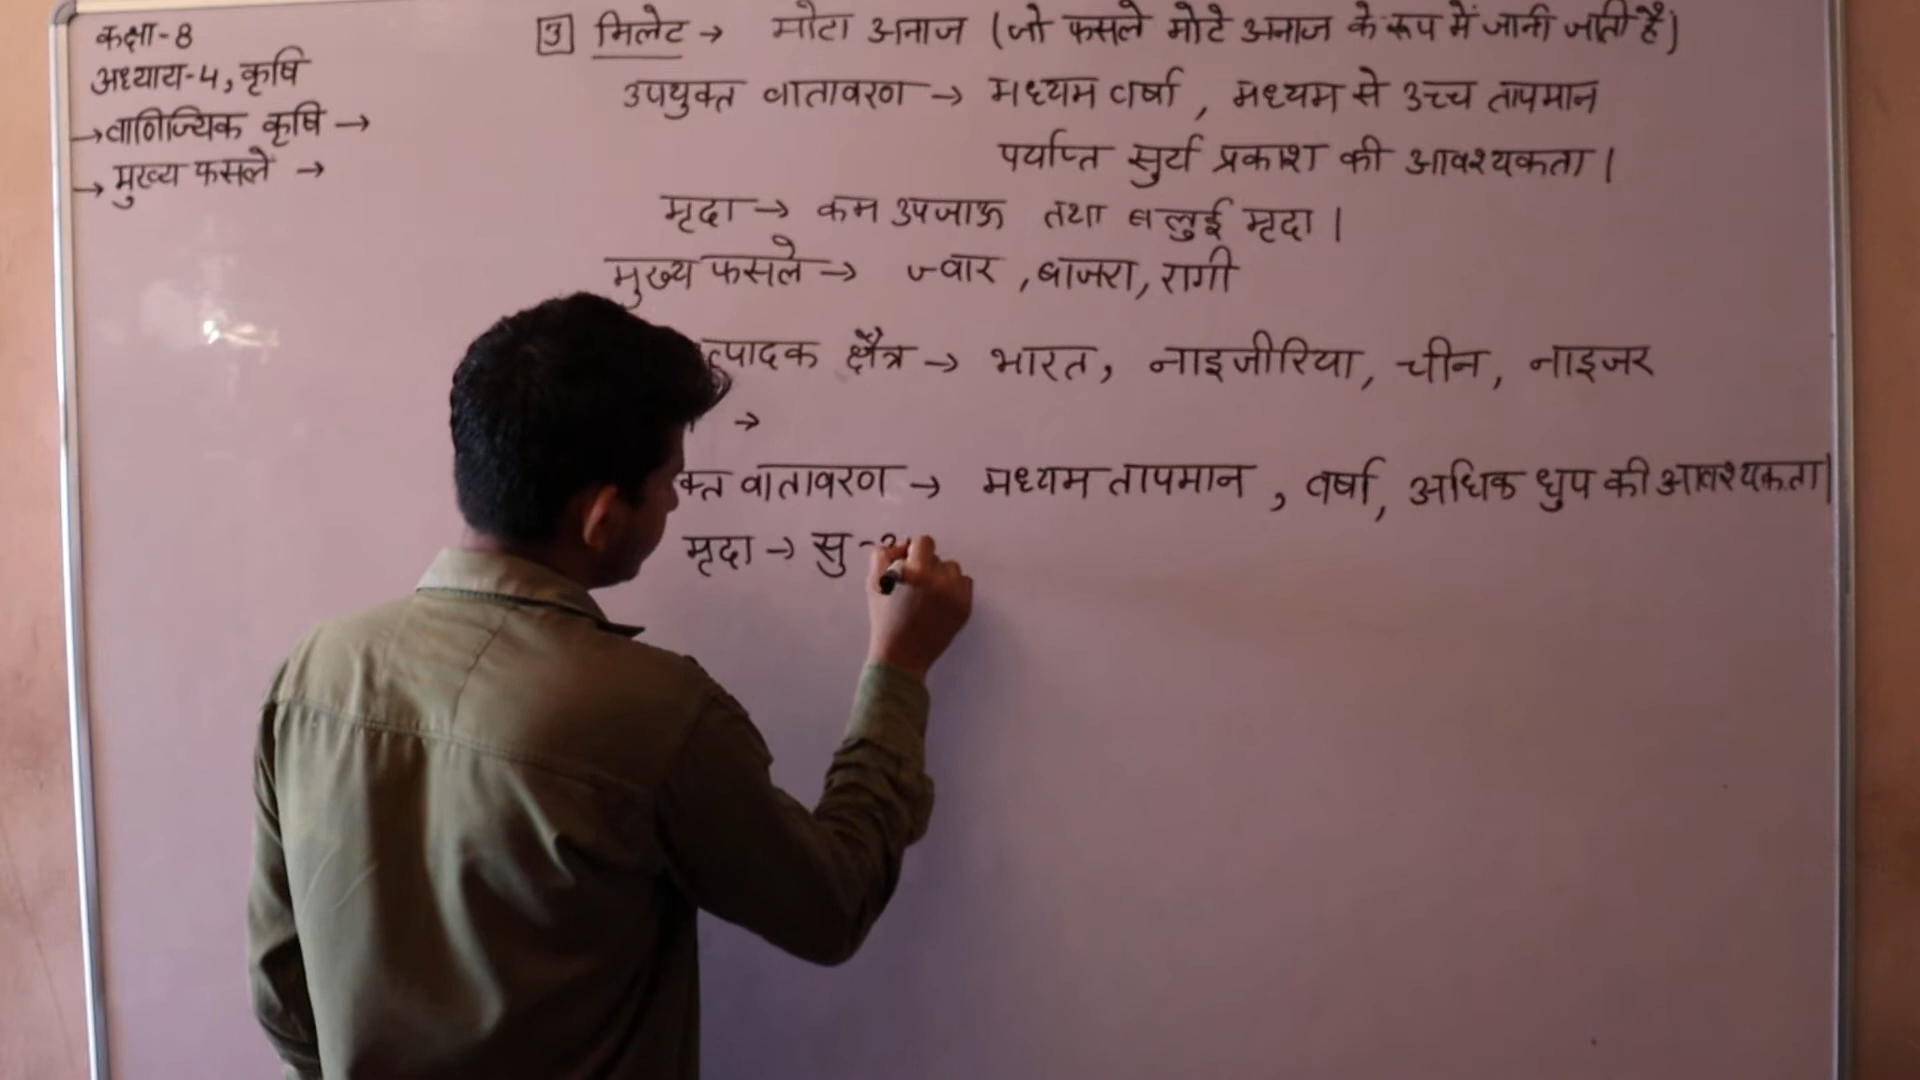 कक्षा-8
अध्याय-4, कृषि
→वाणिज्यिक कृषि →
→ मुख्य फसले →
3 मिलेट → मोटा अनाज (जो फसले मोटे अनाज के रूप में जानी जाती है)
उपयुक्त वातावरण → मध्यम वर्षा, मध्यम से उच्च तापमान
पर्याप्त सुर्य प्रकाश की आवश्यकता।
मृदा → कम उपजाऊ तथा बलुई मृदा।
मुख्य फसले → ज्वार, बाजरा, रागी
त्पादक क्षैत्र → भारत, नाइजीरिया, चीन, नाइजर
→
क्त वातावरण → मध्यम तापमान, वर्षा, अधिक धुप की आवश्यकता।
मृदा → सु-